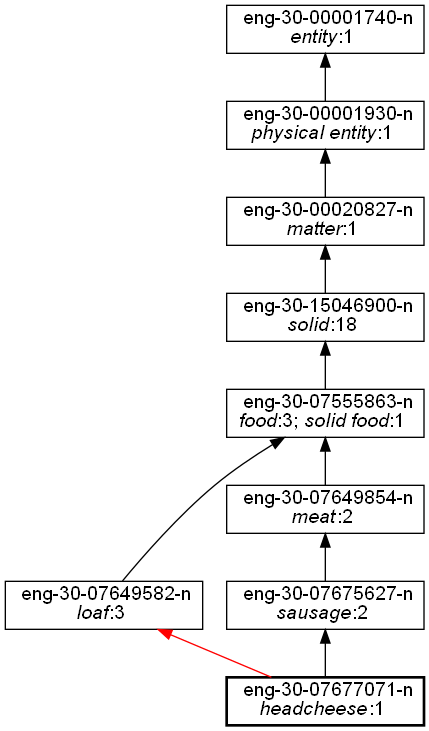 eng-30-00001740-n
entity:1
eng-30-00001930-n
physical entity:1
eng-30-00020827-n
matter:1
eng-30-15046900-n
solid:18
eng-30-07555863-n
food:3; solid food:1
eng-30-07649854-n
meat:2
eng-30-07649582-n
loaf:3
eng-30-07675627-n
sausage:2
eng-30-07677071-n
headcheese:1